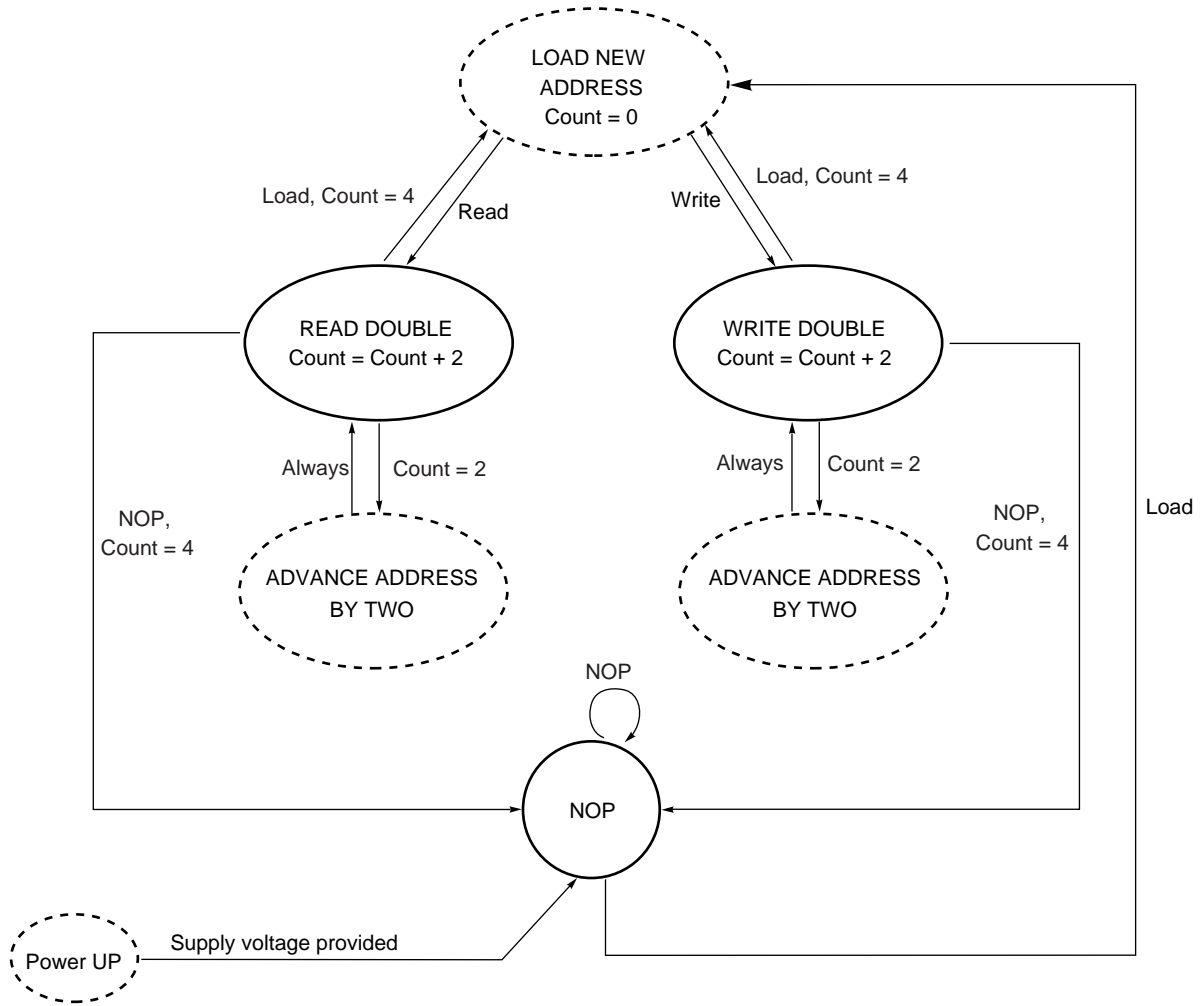 LOAD NEW
ADDRESS
Count = 0
Load, Count = 4
Read
Write
Load, Count = 4
READ DOUBLE
Count = Count + 2
WRITE DOUBLE
Count = Count + 2
Always
Count = 2
Always
Count = 2
NOP,
Count = 4
NOP,
Count = 4
Load
ADVANCE ADDRESS
BY TWO
ADVANCE ADDRESS
BY TWO
NOP
NOP
Supply voltage provided
Power UP